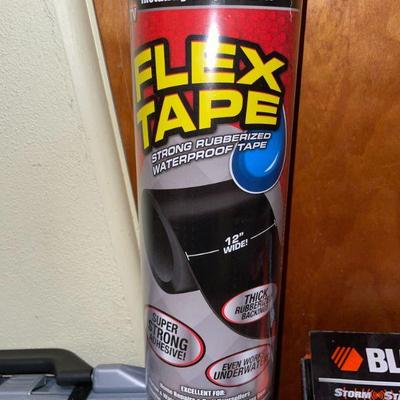 FLEX
TAPE
STRONG RUBBERIZED
WATERPROOF TAPE
12"
WIDE!
THICK
RUBBERIZED
BACKING!
SUPER
STRONG
ADHESIVE!
EVEN WORKS
UNDERWATER!
EXCELLENT FOR:
BL
STORM ST